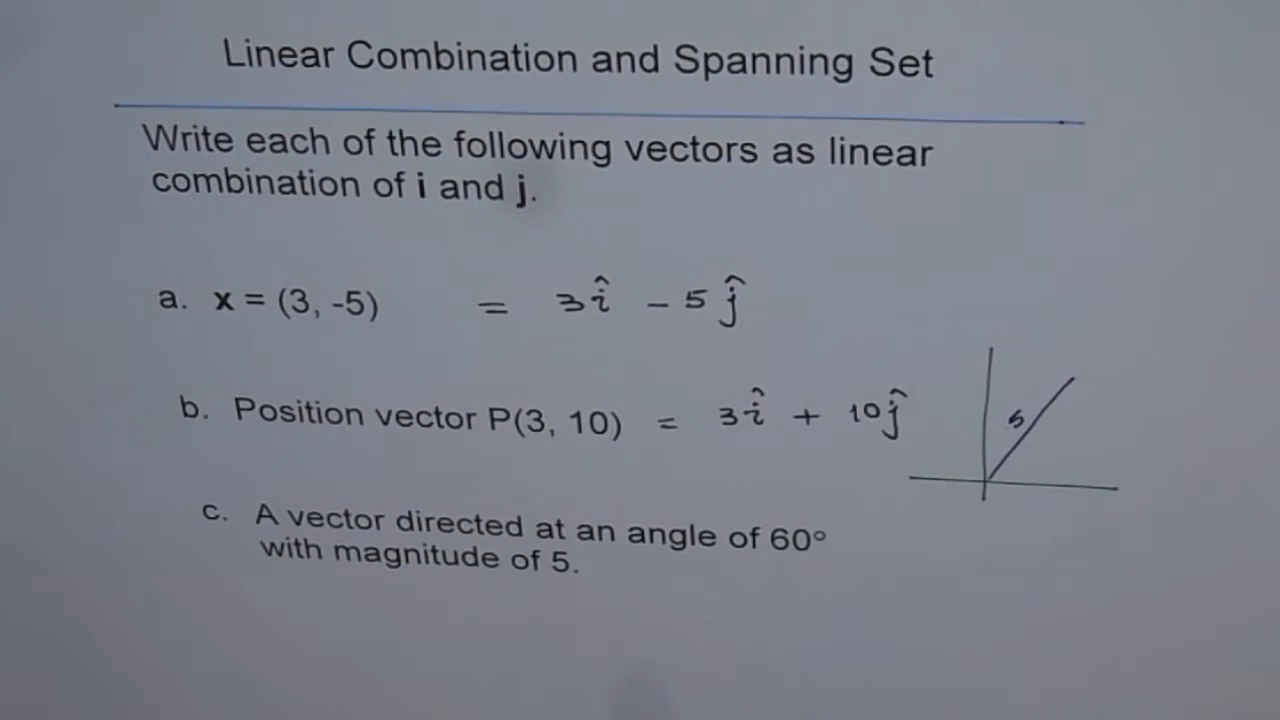 Linear Combination and Spanning Set
Write each of the following vectors as linear
combination of i and j.
a. x = (3, -5) = 3î - 5ĵ
b. Position vector P(3, 10) = 3î + 10ĵ
5
c. A vector directed at an angle of 60°
with magnitude of 5.